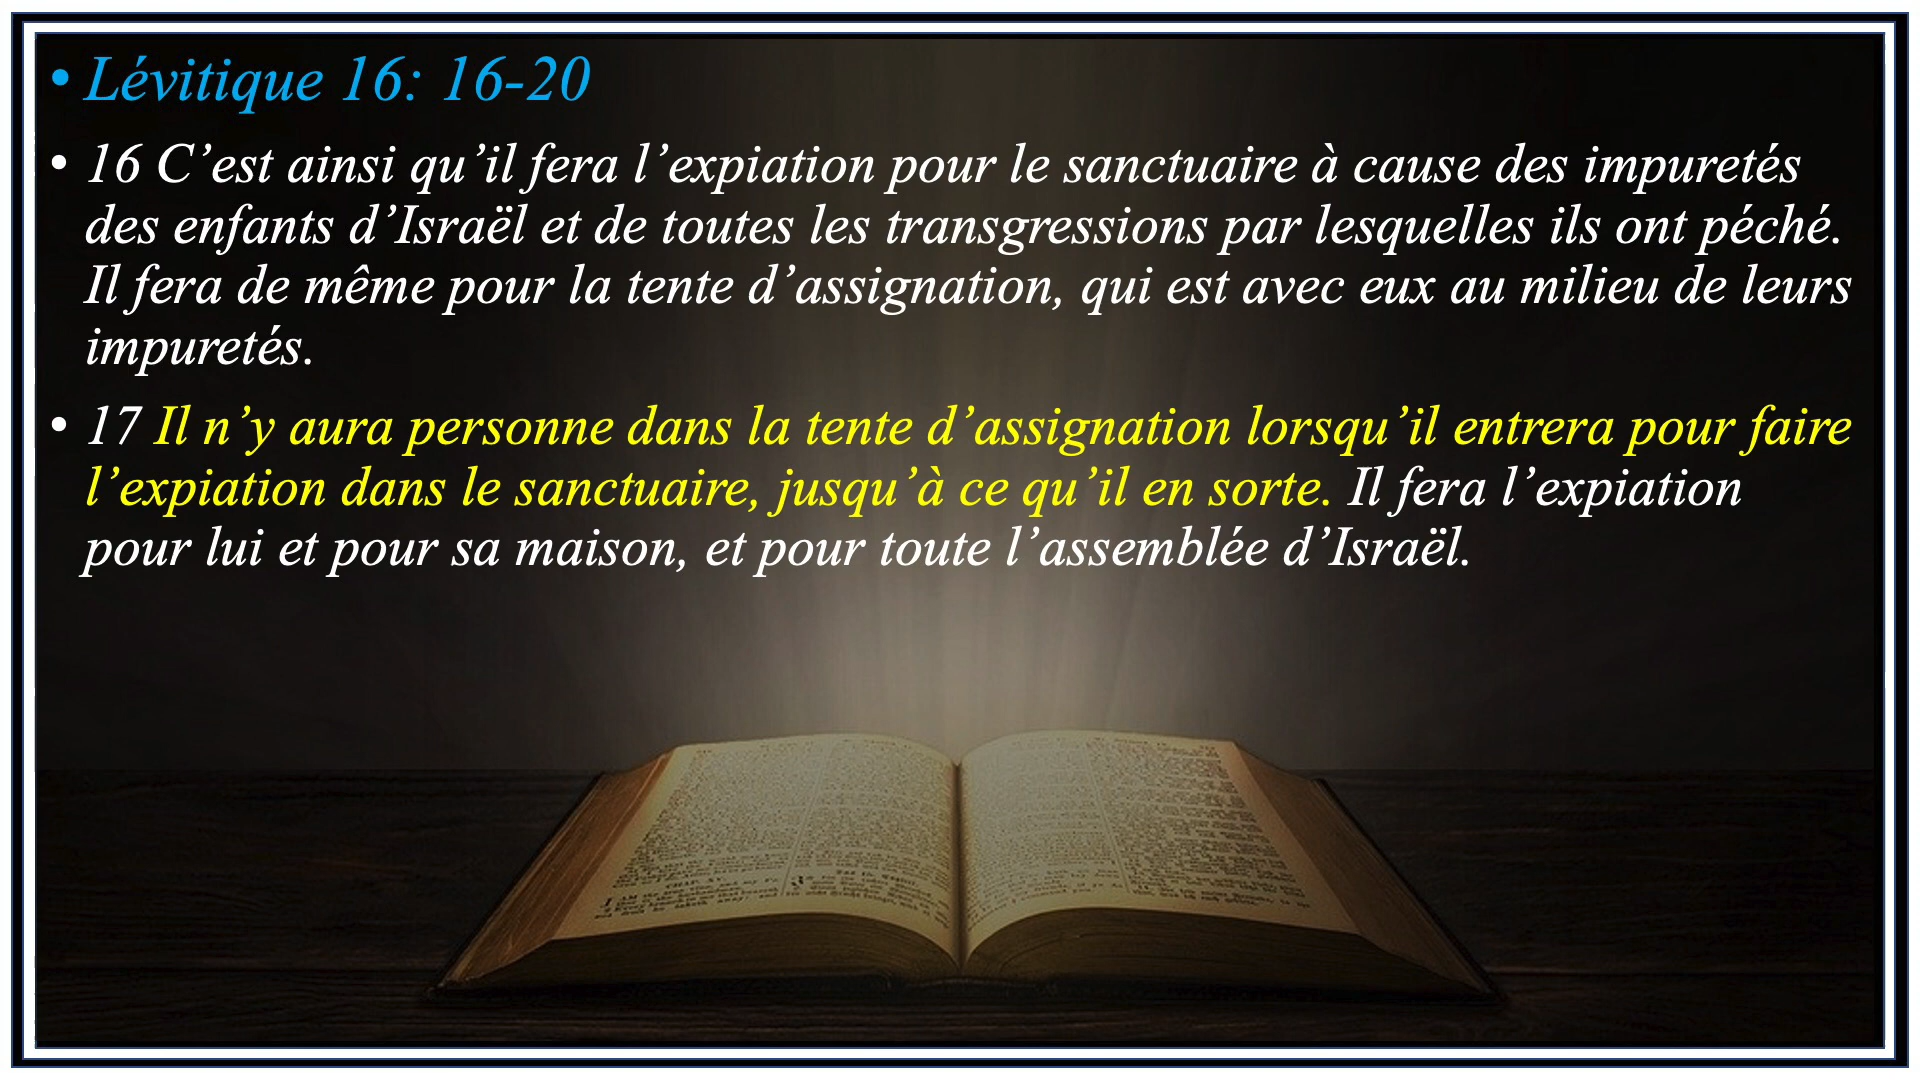 • Lévitique 16: 16-20
• 16 C’est ainsi qu’il fera l’expiation pour le sanctuaire à cause des impuretés
des enfants d’Israël et de toutes les transgressions par lesquelles ils ont péché.
Il fera de même pour la tente d’assignation, qui est avec eux au milieu de leurs
impuretés.
• 17 Il n’y aura personne dans la tente d’assignation lorsqu’il entrera pour faire
l’expiation dans le sanctuaire, jusqu’à ce qu’il en sorte. Il fera l’expiation
pour lui et pour sa maison, et pour toute l’assemblée d’Israël.